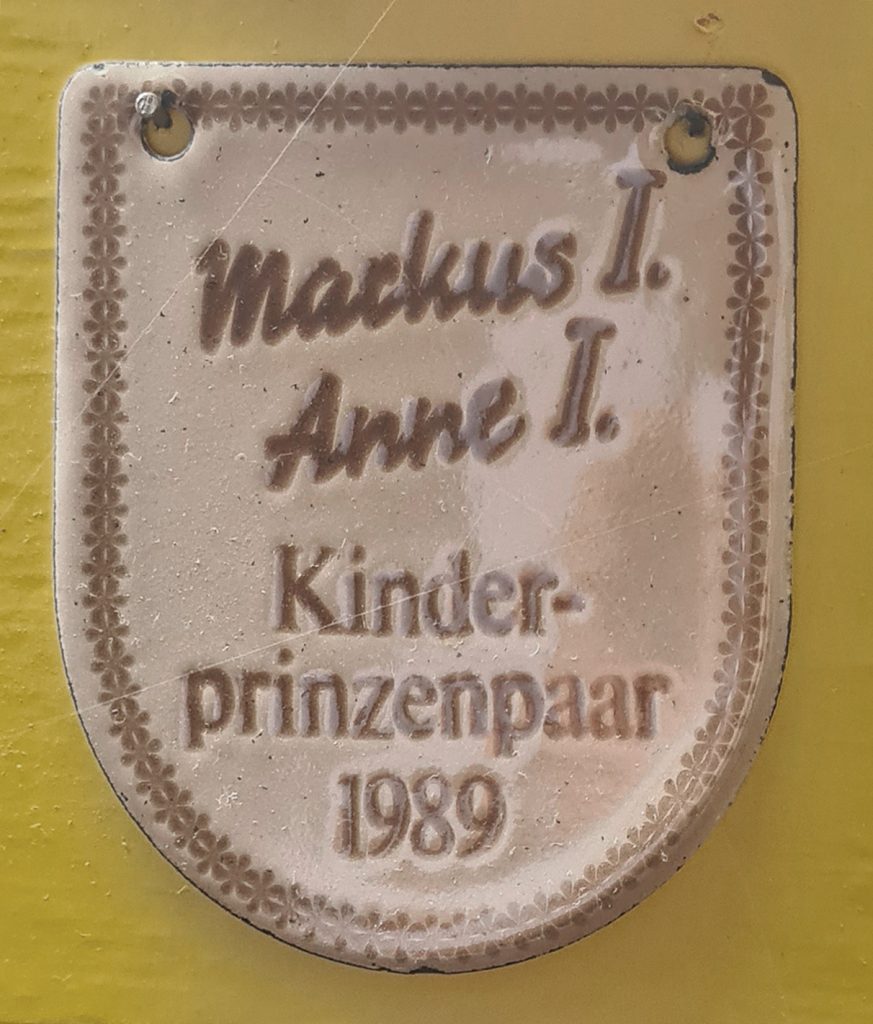 Markus I.
Anne I.
Kinder-
prinzenpaar
1989